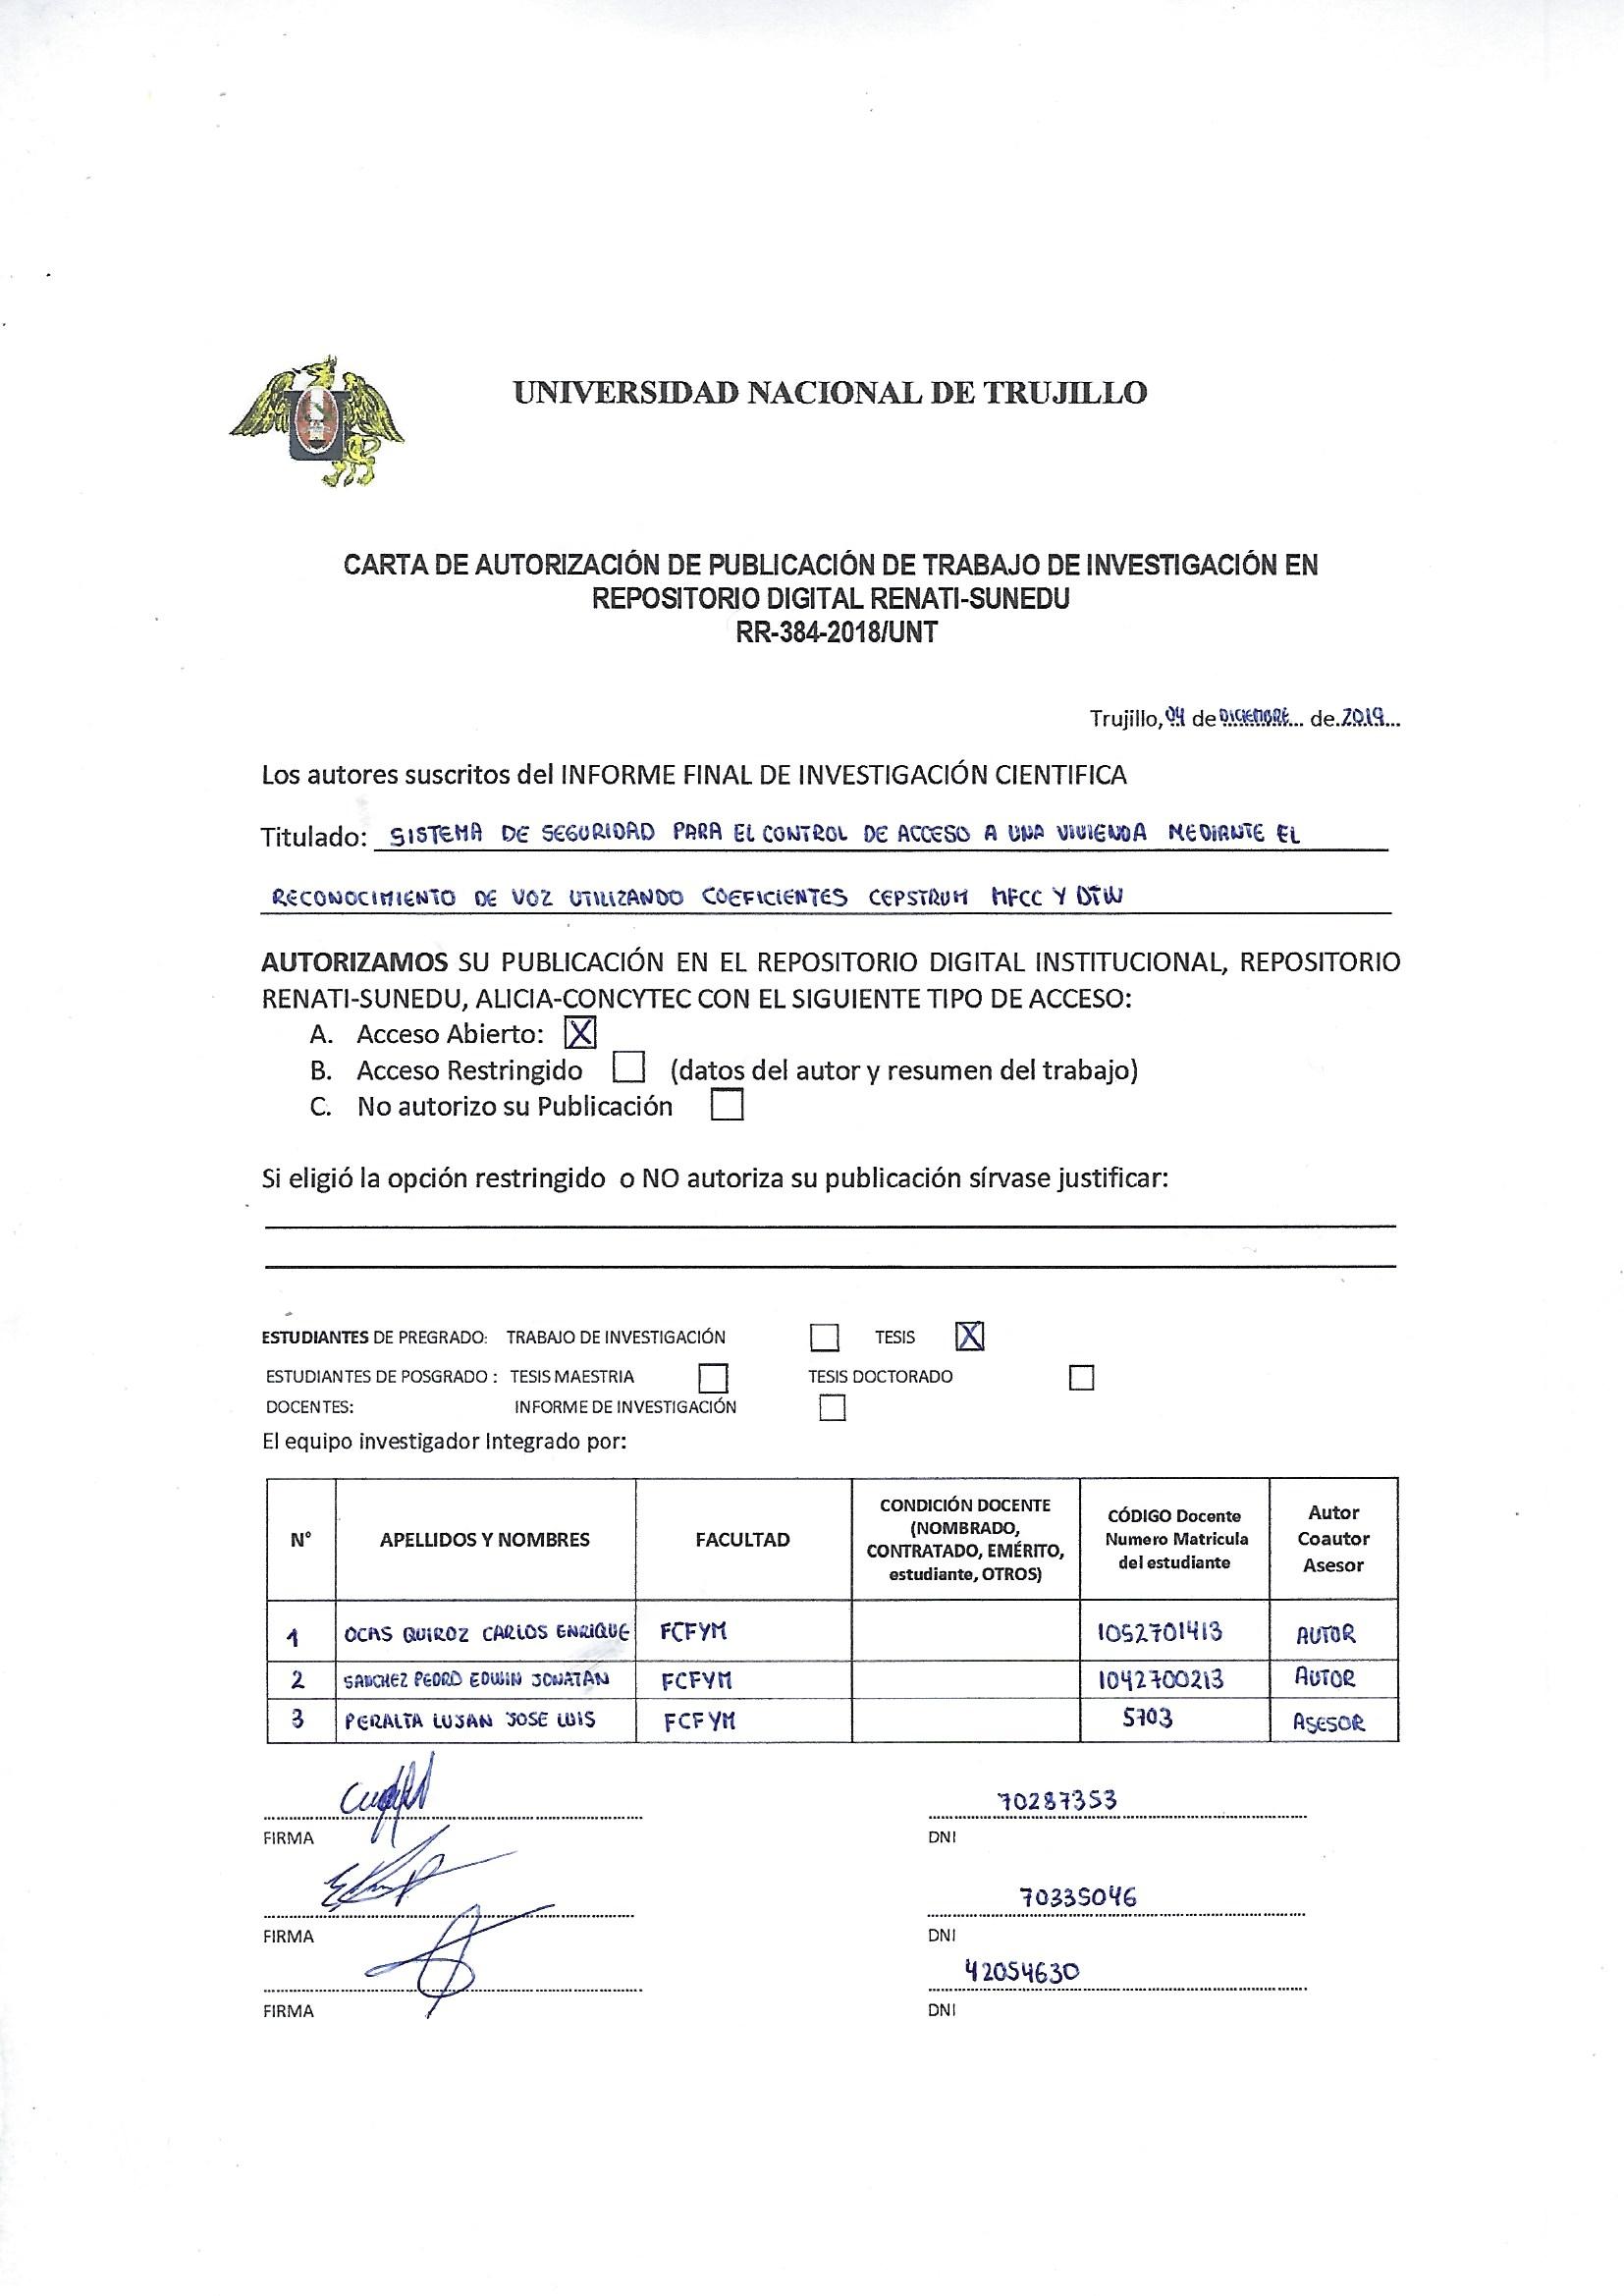 UNIVERSIDAD NACIONAL DE TRUJILLO
CARTA DE AUTORIZACIÓN DE PUBLICACIÓN DE TRABAJO DE INVESTIGACIÓN EN
REPOSITORIO DIGITAL RENATI-SUNEDU
RR-384-2018/UNT
Trujillo, 04 de DICIEMBRE... de.2019...
Los autores suscritos del INFORME FINAL DE INVESTIGACIÓN CIENTIFICA
Titulado: SISTEMA DE SEGURIDAD PARA EL CONTROL DE ACCESO A UNA VIVIENDA MEDIANTE EL
RECONOCIMIENTO DE VOZ UTILIZANDO COEFICIENTES CEPSTRUM MFCC Y DTW
AUTORIZAMOS SU PUBLICACIÓN EN EL REPOSITORIO DIGITAL INSTITUCIONAL, REPOSITORIO
RENATI-SUNEDU, ALICIA-CONCYTEC CON EL SIGUIENTE TIPO DE ACCESO:
A. Acceso Abierto: X
B. Acceso Restringido (datos del autor y resumen del trabajo)
C. No autorizo su Publicación
Si eligió la opción restringido o NO autoriza su publicación sírvase justificar:
ESTUDIANTES DE PREGRADO: TRABAJO DE INVESTIGACIÓN TESIS X
ESTUDIANTES DE POSGRADO : TESIS MAESTRIA TESIS DOCTORADO
DOCENTES: INFORME DE INVESTIGACIÓN
El equipo investigador Integrado por:
N° APELLIDOS Y NOMBRES FACULTAD CONDICIÓN DOCENTE (NOMBRADO, CONTRATADO, EMÉRITO, estudiante, OTROS) CÓDIGO Docente Numero Matricula del estudiante Autor Coautor Asesor
1 OCAS QUIROZ CARLOS ENRIQUE FCFYM 1052701413 AUTOR
2 SANCHEZ PEDRO EDWIN JONATAN FCFYM 1042700213 AUTOR
3 PERALTA LUJAN JOSE LUIS FCFYM 5703 ASESOR
70287353
FIRMA DNI
70335046
FIRMA DNI
42054630
FIRMA DNI